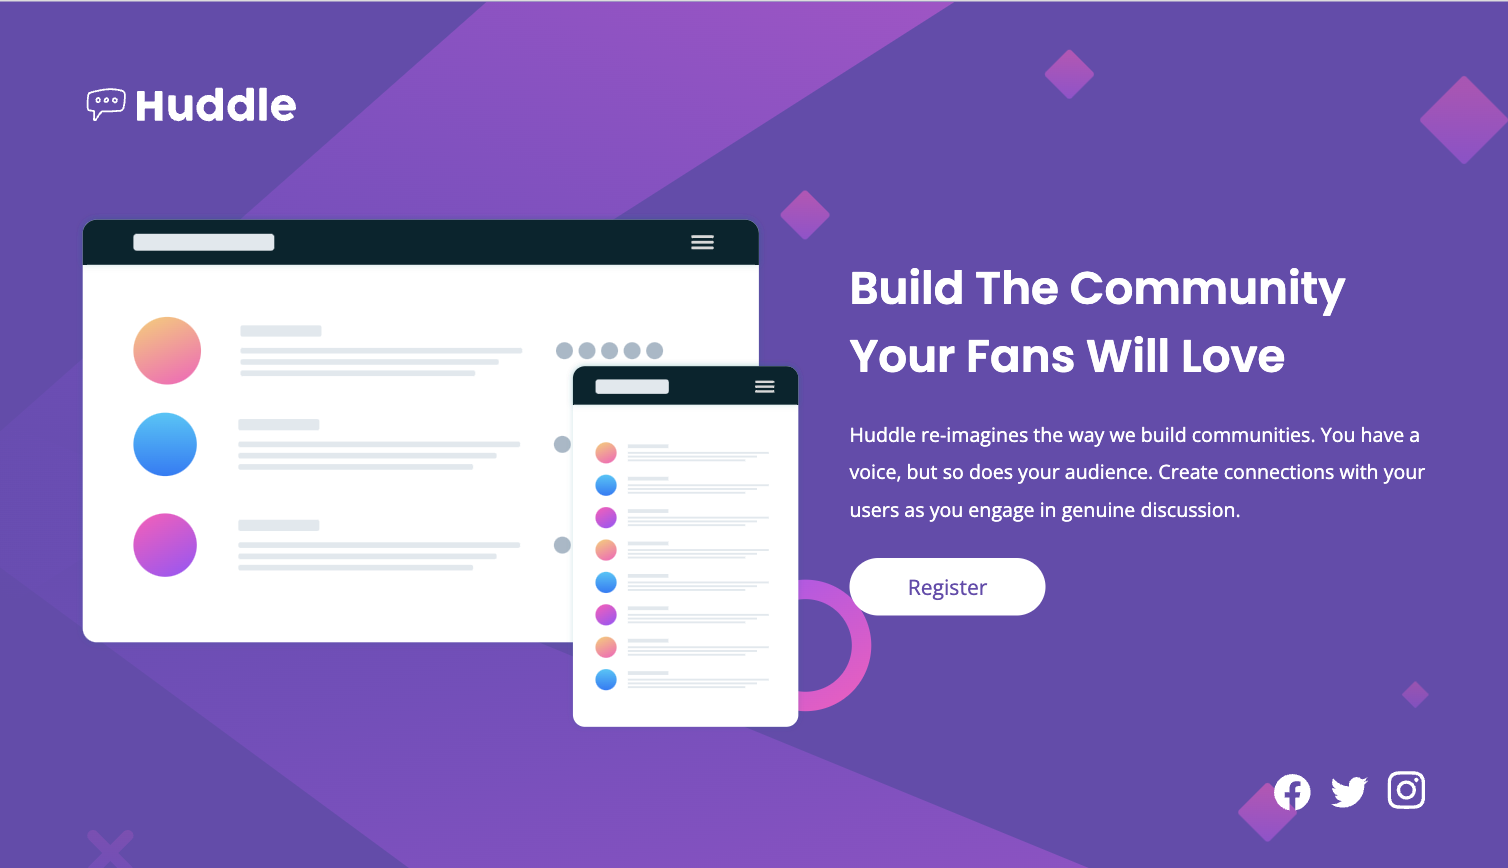 Huddle
Build The Community
Your Fans Will Love
Huddle re-imagines the way we build communities. You have a
voice, but so does your audience. Create connections with your
users as you engage in genuine discussion.
Register